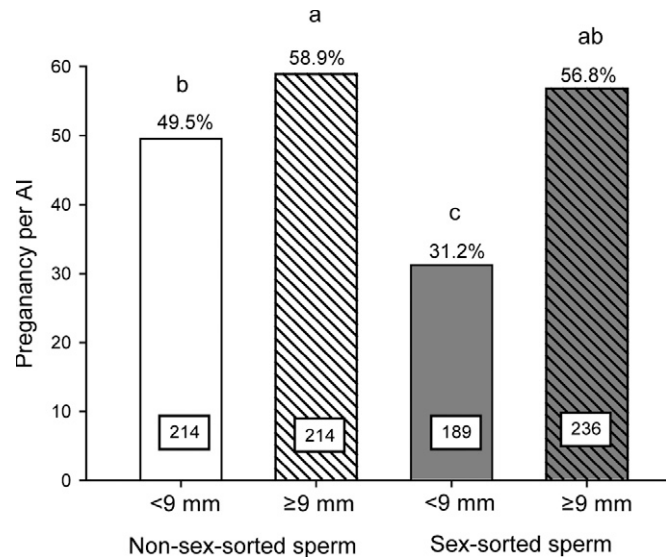 a
58.9%
ab
56.8%
b
49.5%
c
31.2%
60
50
40
30
20
10
0
Preganancy per AI
214
214
189
236
<9 mm
≥9 mm
<9 mm
≥9 mm
Non-sex-sorted sperm
Sex-sorted sperm